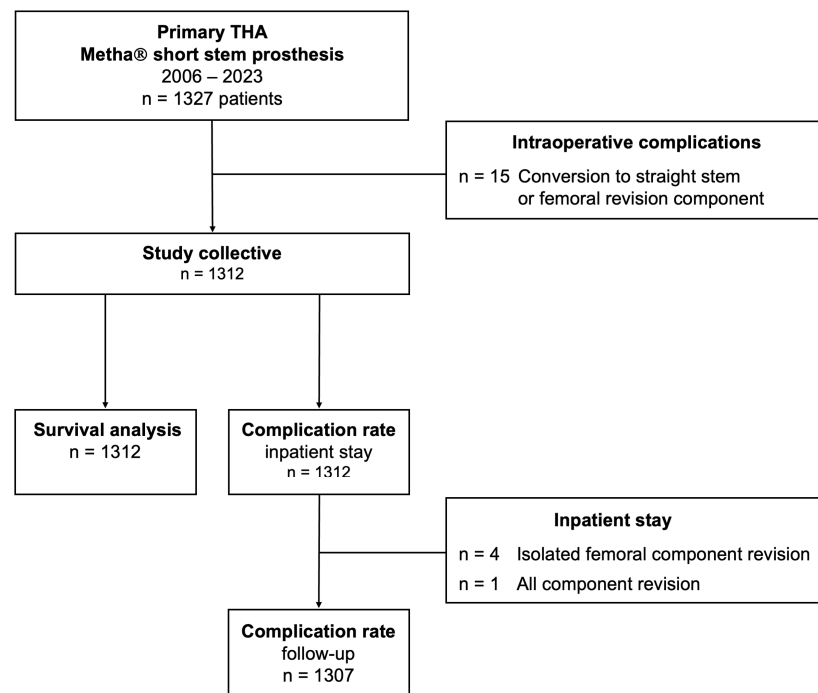 Primary THA
Metha® short stem prosthesis
2006 – 2023
n = 1327 patients
Intraoperative complications
n = 15 Conversion to straight stem
or femoral revision component
Study collective
n = 1312
Survival analysis
n = 1312
Complication rate
inpatient stay
n = 1312
Inpatient stay
n = 4 Isolated femoral component revision
n = 1 All component revision
Complication rate
follow-up
n = 1307